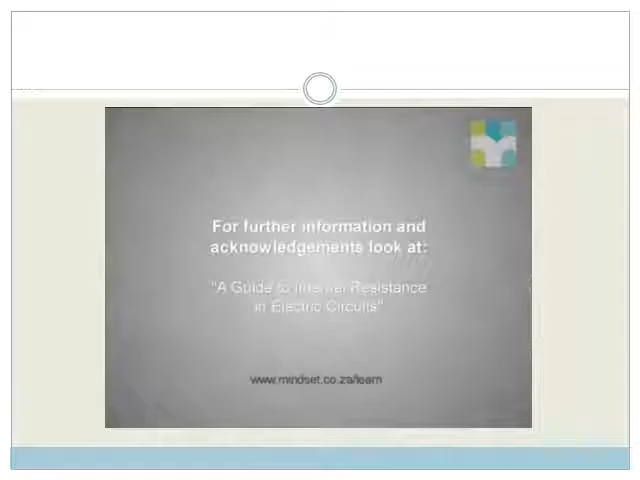 For further information and
acknowledgements look at:
"A Guide to Internal Resistance
in Electric Circuits"
www.mindset.co.za/learn